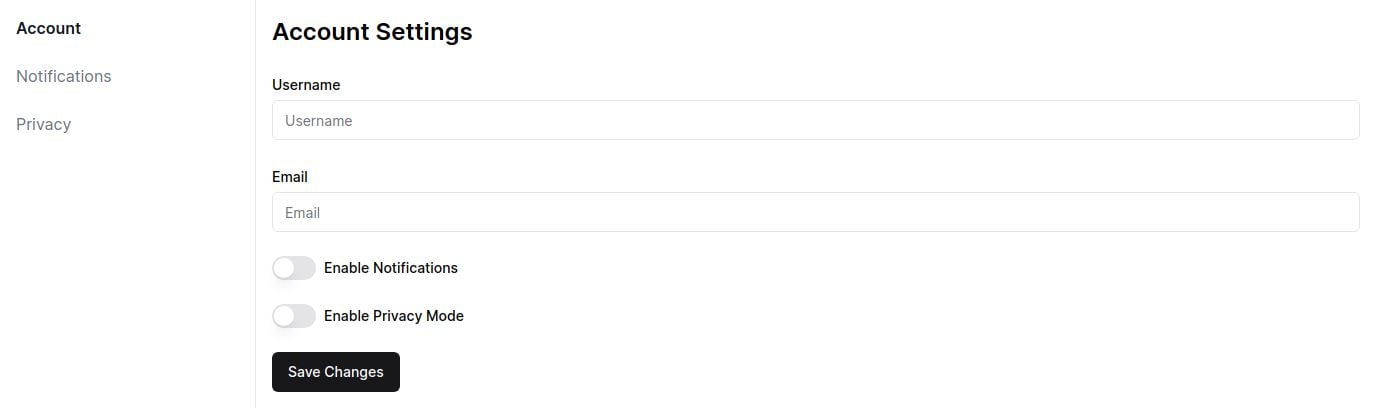 Account
Notifications
Privacy
Account Settings
Username
Username
Email
Email
Enable Notifications
Enable Privacy Mode
Save Changes